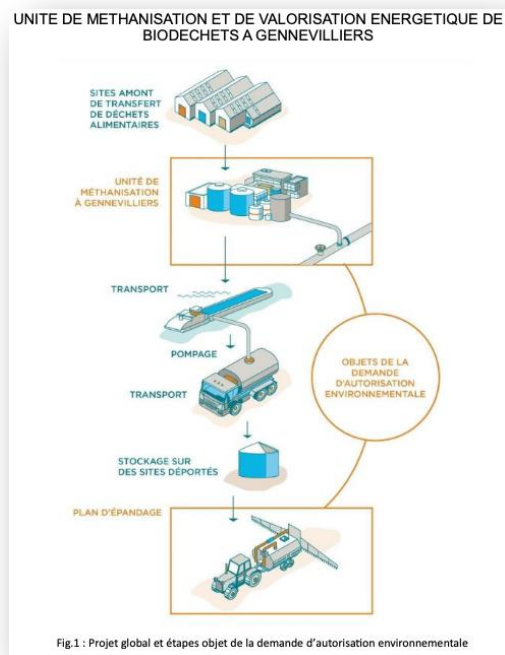 UNITE DE METHANISATION ET DE VALORISATION ENERGETIQUE DE
BIODECHETS A GENNEVILLIERS
SITES AMONT
DE TRANSFERT
DE DÉCHETS
ALIMENTAIRES
UNITÉ DE
MÉTHANISATION
À GENNEVILLIERS
TRANSPORT
POMPAGE
TRANSPORT
OBJETS DE LA
DEMANDE
D'AUTORISATION
ENVIRONNEMENTALE
STOCKAGE SUR
DES SITES DÉPORTÉS
PLAN D'ÉPANDAGE
Fig.1 : Projet global et étapes objet de la demande d'autorisation environnementale